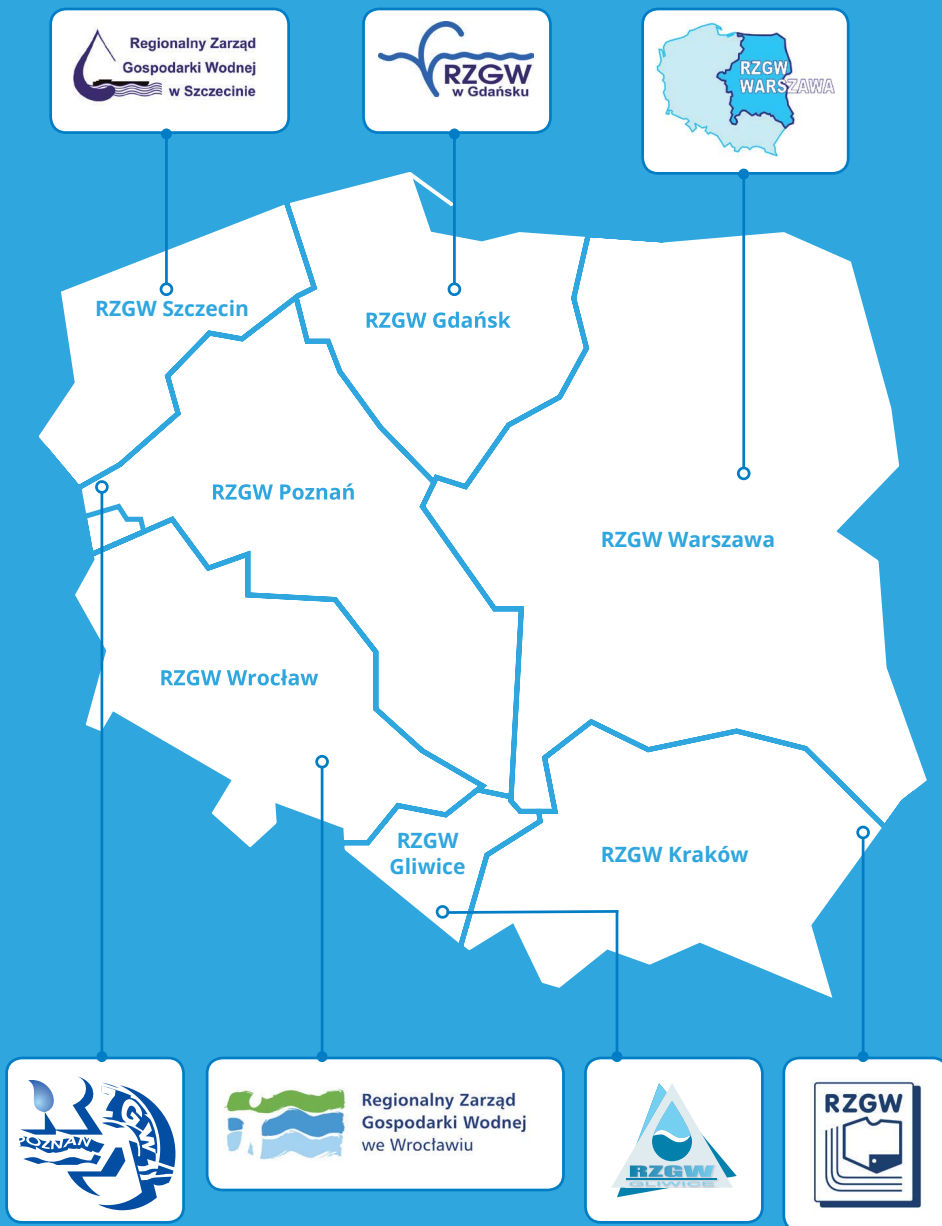 Regionalny Zarząd
Gospodarki Wodnej
w Szczecinie
RZGW
w Gdańsku
RZGW
WARSZAWA
RZGW Szczecin
RZGW Gdańsk
RZGW Poznań
RZGW Warszawa
RZGW Wrocław
RZGW
Gliwice
RZGW Kraków
RZGW
POZNAŃ
Regionalny Zarząd
Gospodarki Wodnej
we Wrocławiu
RZGW
GLIWICE
RZGW